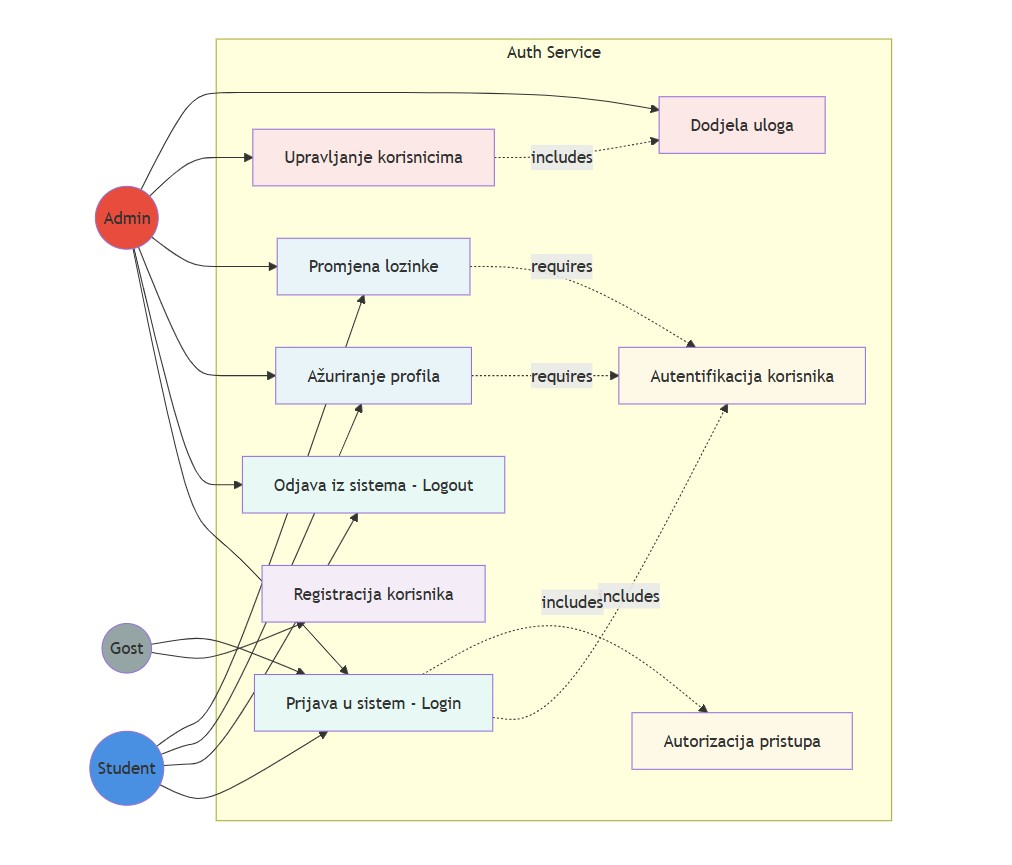 Auth Service
Dodjela uloga
Upravljanje korisnicima
includes
Admin
Promjena lozinke
requires
Ažuriranje profila
requires
Autentifikacija korisnika
Odjava iz sistema - Logout
Registracija korisnika
includes
ncludes
Gost
Prijava u sistem - Login
Autorizacija pristupa
Student